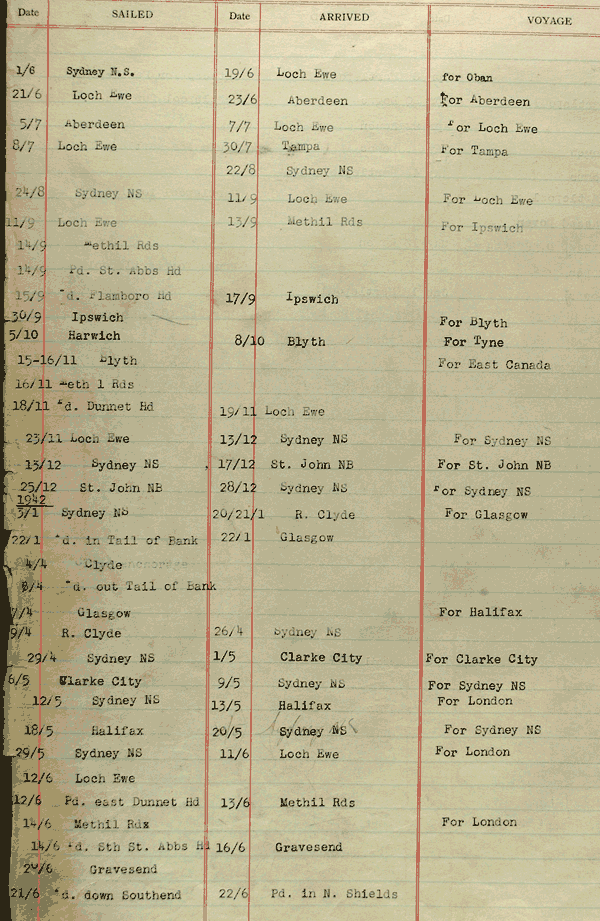 Date SAILED Date ARRIVED VOYAGE
1/6 Sydney N.S. 19/6 Loch Ewe for Oban
21/6 Loch Ewe 23/6 Aberdeen For Aberdeen
5/7 Aberdeen 7/7 Loch Ewe For Loch Ewe
8/7 Loch Ewe 30/7 Tampa For Tampa
22/8 Sydney NS
24/8 Sydney NS 11/9 Loch Ewe For Loch Ewe
11/9 Loch Ewe 13/9 Methil Rds For Ipswich
14/9 Methil Rds
14/9 Pd. St. Abbs Hd
15/9 Pd. Flamboro Hd 17/9 Ipswich
30/9 Ipswich For Blyth
5/10 Harwich 8/10 Blyth For Tyne
15-16/11 Blyth For East Canada
16/11 Meth l Rds
18/11 Pd. Dunnet Hd 19/11 Loch Ewe
23/11 Loch Ewe 13/12 Sydney NS For Sydney NS
13/12 Sydney NS 17/12 St. John NB For St. John NB
25/12 St. John NB 28/12 Sydney NS For Sydney NS
1942
3/1 Sydney NS 20/21/1 R. Clyde For Glasgow
22/1 Pd. in Tail of Bank 22/1 Glasgow
4/4 Clyde anchorage
6/4 Pd. out Tail of Bank
7/4 Glasgow For Halifax
9/4 R. Clyde 26/4 Sydney NS
29/4 Sydney NS 1/5 Clarke City For Clarke City
6/5 Clarke City 9/5 Sydney NS For Sydney NS
12/5 Sydney NS 13/5 Halifax For London
18/5 Halifax 20/5 Sydney NS For Sydney NS
29/5 Sydney NS 11/6 Loch Ewe For London
12/6 Loch Ewe
12/6 Pd. east Dunnet Hd 13/6 Methil Rds
14/6 Methil Rdx For London
14/6 Pd. Sth St. Abbs Hd 16/6 Gravesend
20/6 Gravesend
21/6 Pd. down Southend 22/6 Pd. in N. Shields